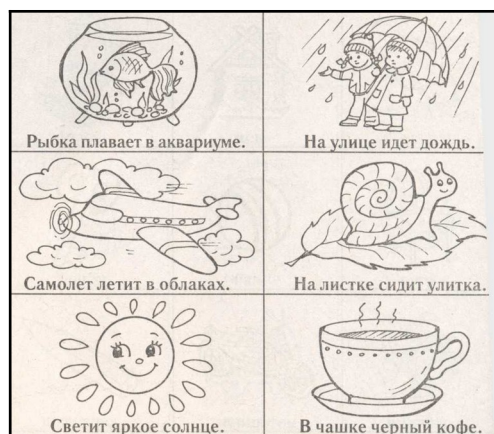 Рыбка плавает в аквариуме.
На улице идет дождь.
Самолет летит в облаках.
На листке сидит улитка.
Светит яркое солнце.
В чашке черный кофе.